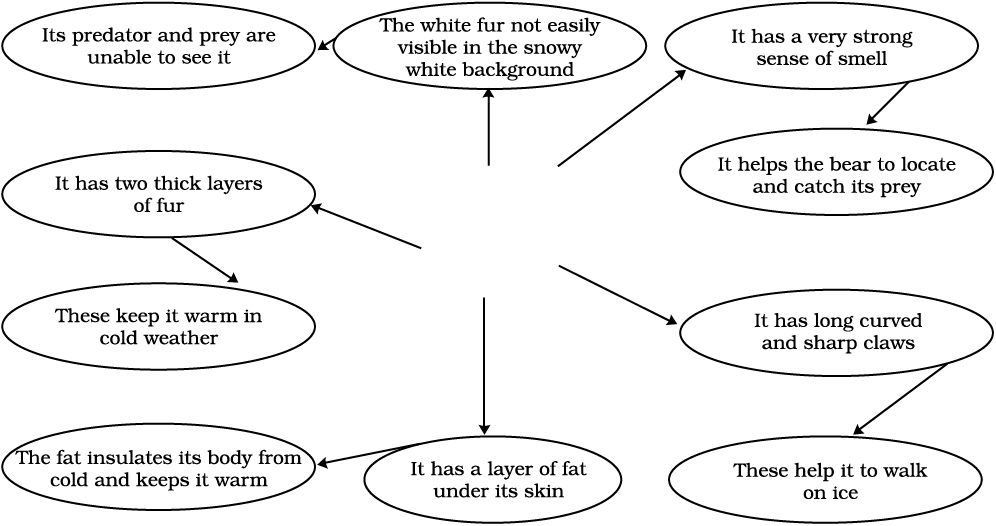 Its predator and prey are
unable to see it
The white fur not easily
visible in the snowy
white background
It has a very strong
sense of smell
It helps the bear to locate
and catch its prey
It has two thick layers
of fur
These keep it warm in
cold weather
It has long curved
and sharp claws
The fat insulates its body from
cold and keeps it warm
It has a layer of fat
under its skin
These help it to walk
on ice